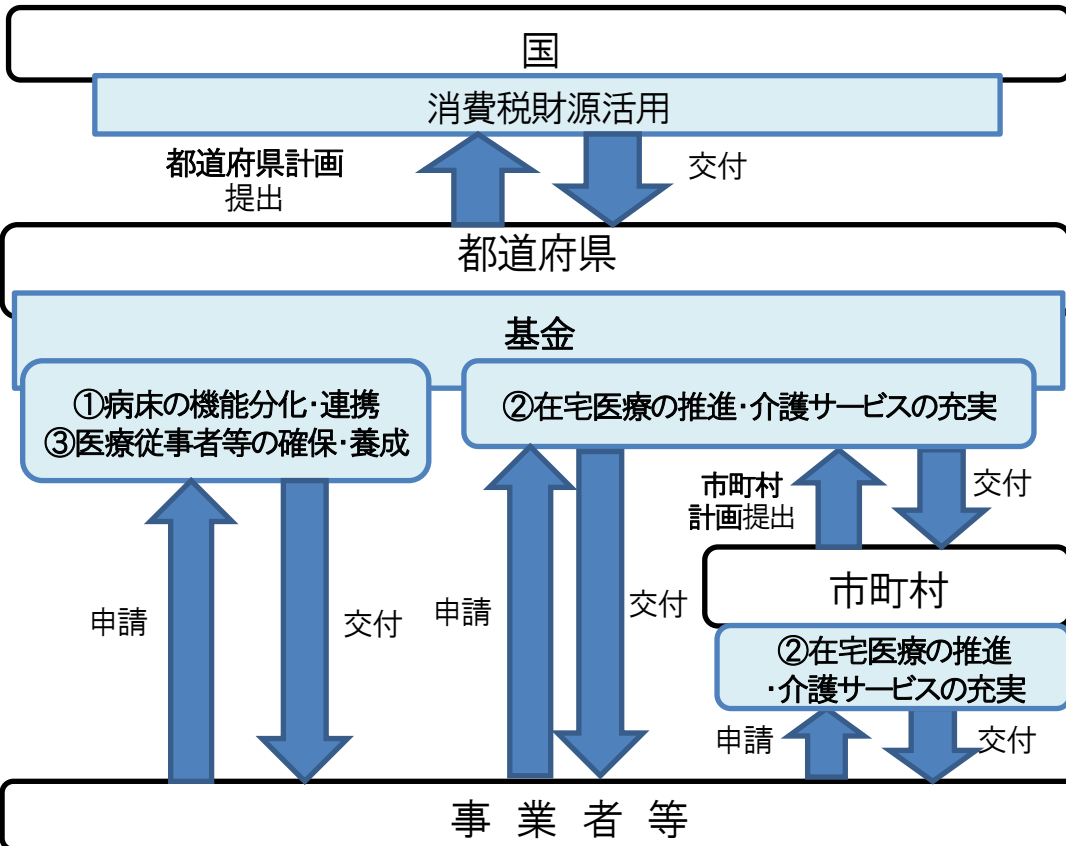 国
消費税財源活用
都道府県計画
提出
交付
都道府県
基金
①病床の機能分化・連携
③医療従事者等の確保・養成
②在宅医療の推進・介護サービスの充実
市町村
計画提出
交付
市町村
申請
交付
申請
交付
②在宅医療の推進
・介護サービスの充実
申請
交付
事業者等